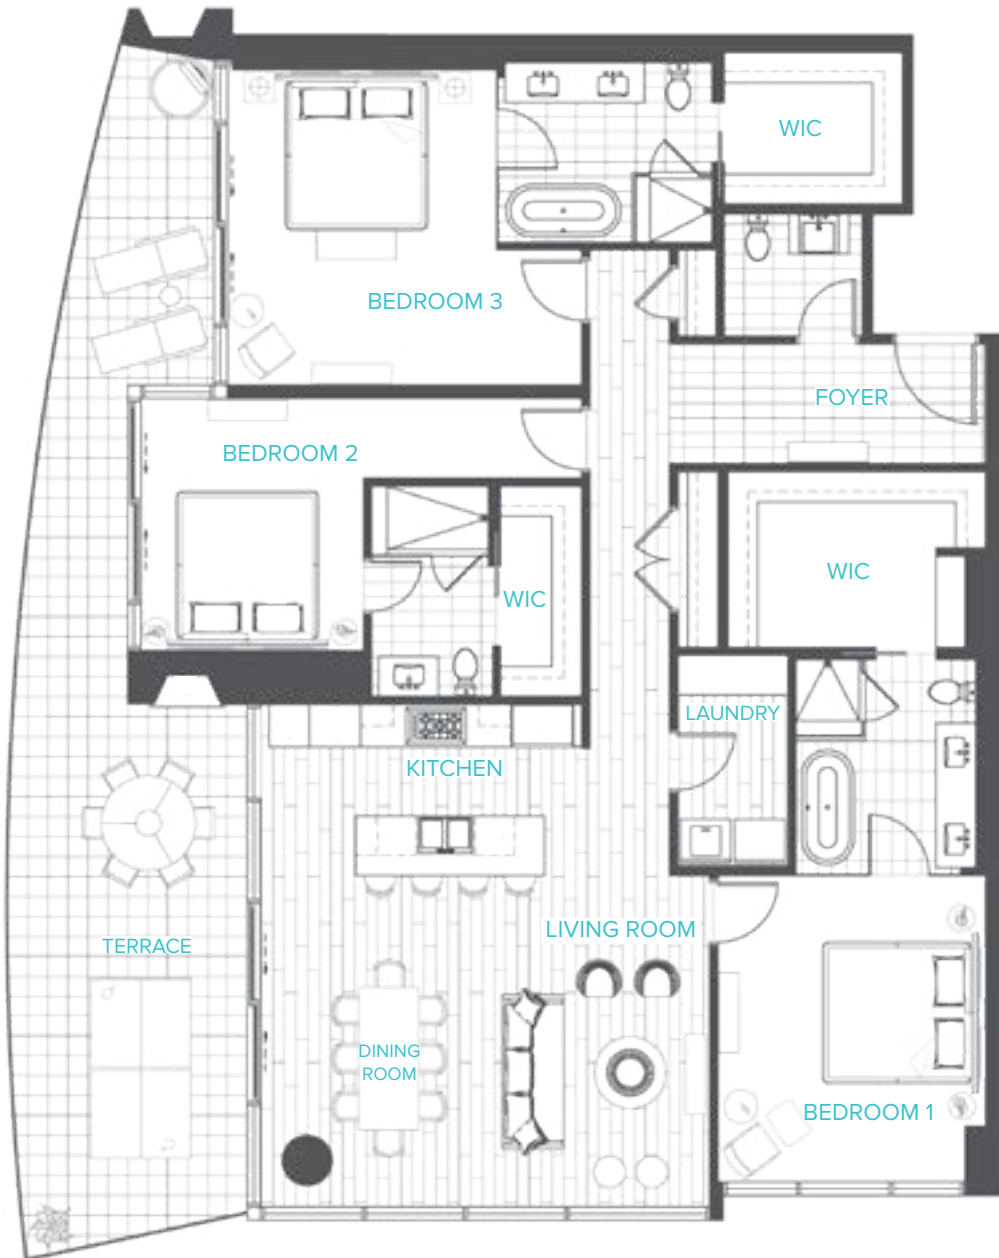 WIC
BEDROOM 3
FOYER
BEDROOM 2
WIC
WIC
LAUNDRY
KITCHEN
LIVING ROOM
TERRACE
DINING
ROOM
BEDROOM 1